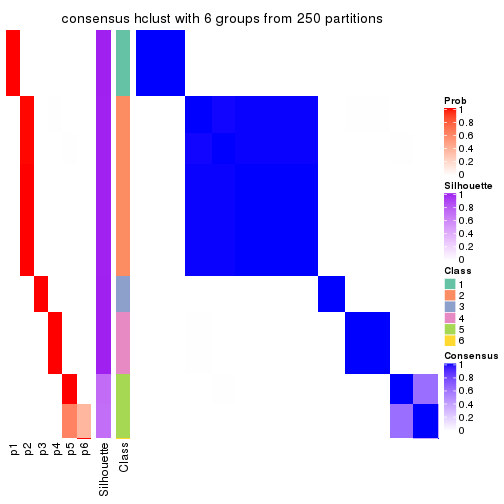 consensus hclust with 6 groups from 250 partitions
Prob
1
0.8
0.6
0.4
0.2
0
Silhouette
1
0.8
0.6
0.4
0.2
0
Class
1
2
3
4
5
6
Consensus
1
0.8
0.6
0.4
0.2
0
p1
p2
p3
p4
p5
p6
Silhouette
Class